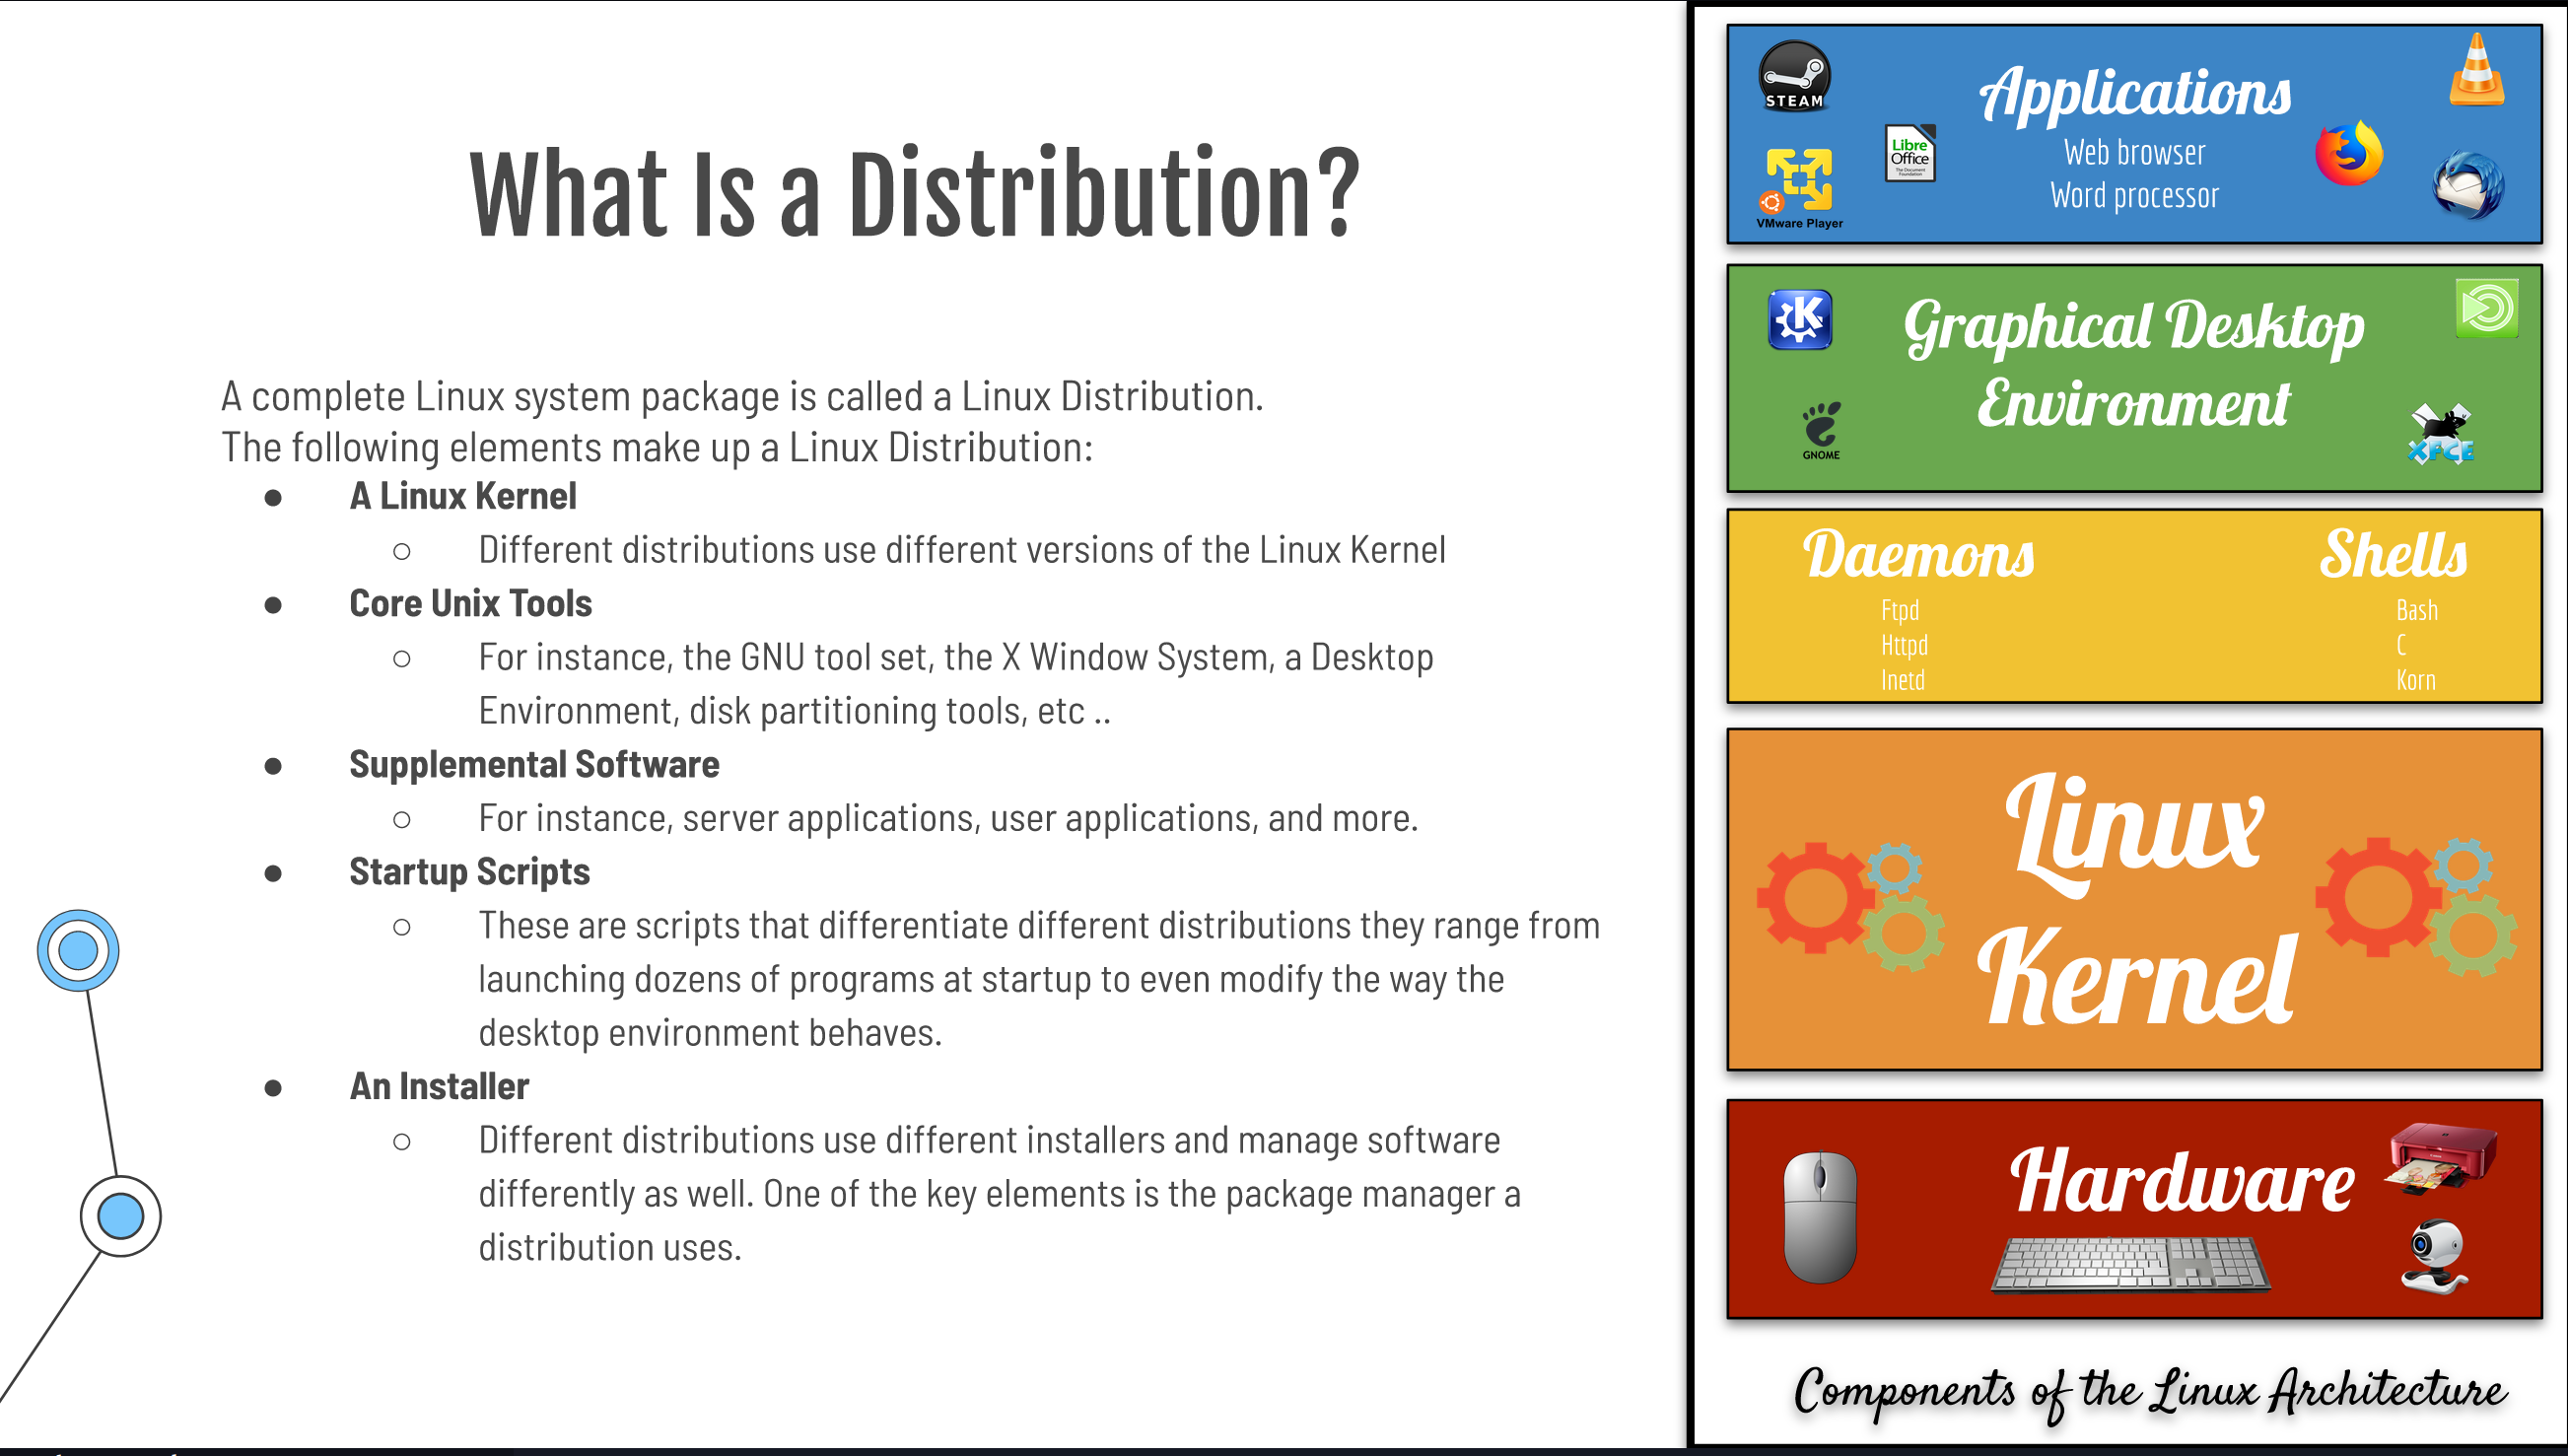 What Is a Distribution?
A complete Linux system package is called a Linux Distribution.
The following elements make up a Linux Distribution:
● A Linux Kernel
○ Different distributions use different versions of the Linux Kernel
● Core Unix Tools
○ For instance, the GNU tool set, the X Window System, a Desktop
Environment, disk partitioning tools, etc ..
● Supplemental Software
○ For instance, server applications, user applications, and more.
● Startup Scripts
○ These are scripts that differentiate different distributions they range from
launching dozens of programs at startup to even modify the way the
desktop environment behaves.
● An Installer
○ Different distributions use different installers and manage software
differently as well. One of the key elements is the package manager a
distribution uses.
Applications
Web browser
Word processor
STEAM
Libre
Office
The Document
Foundation
VMware Player
Graphical Desktop
Environment
K
GNOME
XFCE
Daemons
Ftpd
Httpd
Inetd
Shells
Bash
C
Korn
Linux
Kernel
Hardware
Components of the Linux Architecture